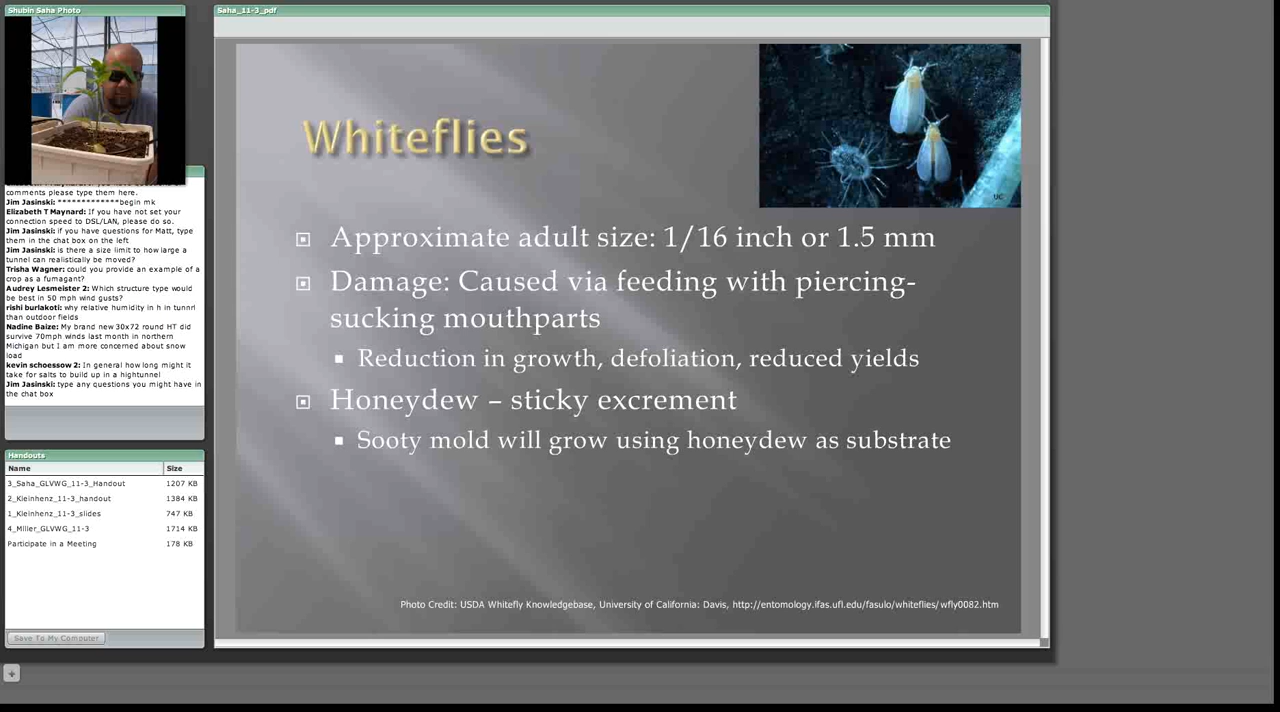 Shubin Saha Photo
comments please type them here.
Jim Jasinski: *************begin mk
Elizabeth T Maynard: If you have not set your
connection speed to DSL/LAN, please do so.
Jim Jasinski: if you have questions for Matt, type
them in the chat box on the left
Jim Jasinski: is there a size limit to how large a
tunnel can realistically be moved?
Trisha Wagner: could you provide an example of a
crop as a fumagant?
Audrey Lesmeister 2: Which structure type would
be best in 50 mph wind gusts?
rishi burlakoti: why relative humidity in h in tunnrl
than outdoor fields
Nadine Baize: My brand new 30x72 round HT did
survive 70mph winds last month in northern
Michigan but I am more concerned about snow
load
kevin schoessow 2: In general how long might it
take for salts to build up in a hightunnel
Jim Jasinski: type any questions you might have in
the chat box
Handouts
Name Size
3_Saha_GLVWG_11-3_Handout 1207 KB
2_Kleinhenz_11-3_handout 1384 KB
1_Kleinhenz_11-3_slides 747 KB
4_Miller_GLVWG_11-3 1714 KB
Participate in a Meeting 178 KB
Save To My Computer
Saha_11-3_pdf
Whiteflies
UC
Approximate adult size: 1/16 inch or 1.5 mm
Damage: Caused via feeding with piercing-
sucking mouthparts
Reduction in growth, defoliation, reduced yields
Honeydew – sticky excrement
Sooty mold will grow using honeydew as substrate
Photo Credit: USDA Whitefly Knowledgebase, University of California: Davis, http://entomology.ifas.ufl.edu/fasulo/whiteflies/wfly0082.htm